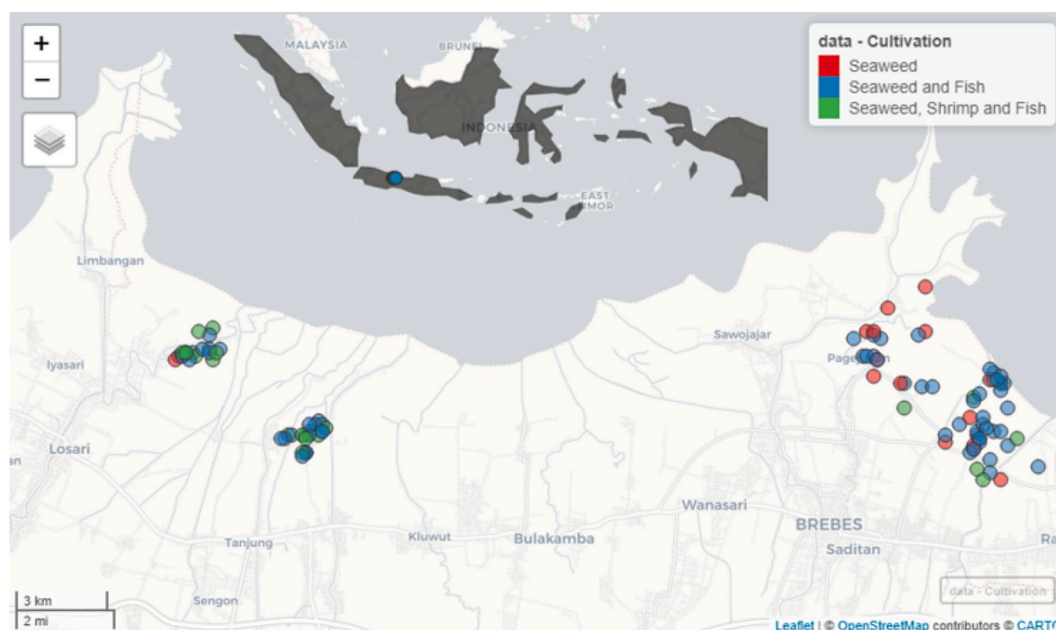 +
−
MALAYSIA
BRUNEI
INDONESIA
EAST
TIMOR
data - Cultivation
Seaweed
Seaweed and Fish
Seaweed, Shrimp and Fish
Limbangan
Iyasari
Losari
Sawojajar
Wanasari
BREBES
Saditan
Tanjung
Kluwut
Bulakamba
Sengon
3 km
2 mi
data - Cultivation
Leaflet | © OpenStreetMap contributors © CARTO